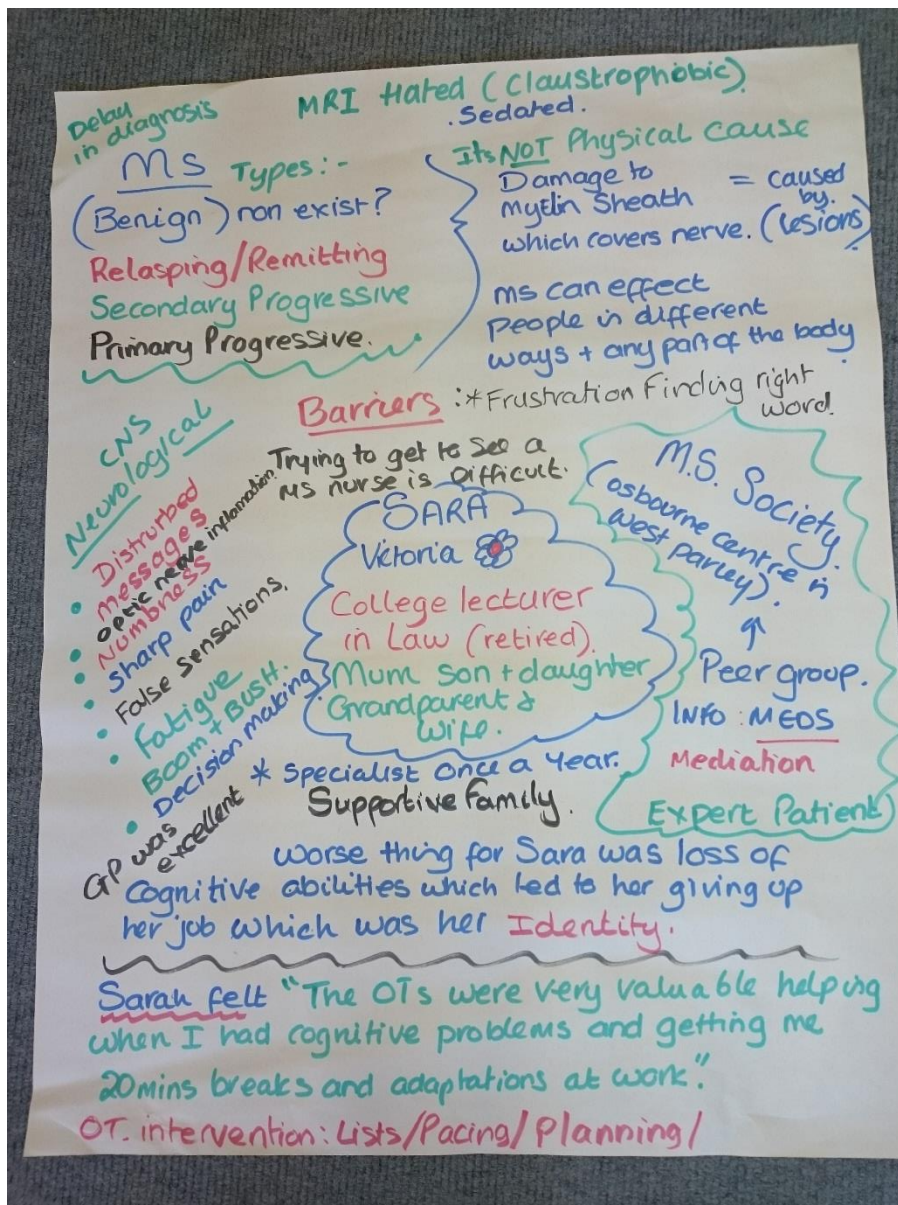 Delay
in diagnosis
MRI Hated (Claustrophobic).
. Sedated.
MS Types:-
(Benign) non exist?
Relasping/Remitting
Secondary Progressive
Primary Progressive.
Its NOT Physical cause
Damage to = caused
Myelin Sheath by.
which covers nerve. (Lesions)
ms can effect
people in different
ways + any part of the body
Barriers :* Frustration Finding right
word.
Trying to get to see a
MS nurse is Difficult.
CNS
Neurological
• Distrurbed
messages
• optic nerve inflamation.
• Numbness
• Sharp pain
• False sensations.
• Fatigue
Boom + Bust.
• Decision making
GP was
excellent
SARA
Victoria
College lecturer
in Law (retired).
Mum son + daughter
Grandparent &
Wife.
* Specialist once a year.
Supportive Family.
M.S. Society.
(osbourne centre in
west parley).
↑
Peer group.
INFO : MEDS
Mediation
Expert Patient)
worse thing for Sara was loss of
Cognitive abilities which led to her giving up
her job which was her Identity.
Sarah felt "The OTs were very valuable helping
when I had cognitive problems and getting me
20mins breaks and adaptations at work."
OT. intervention: Lists/Pacing/Planning/